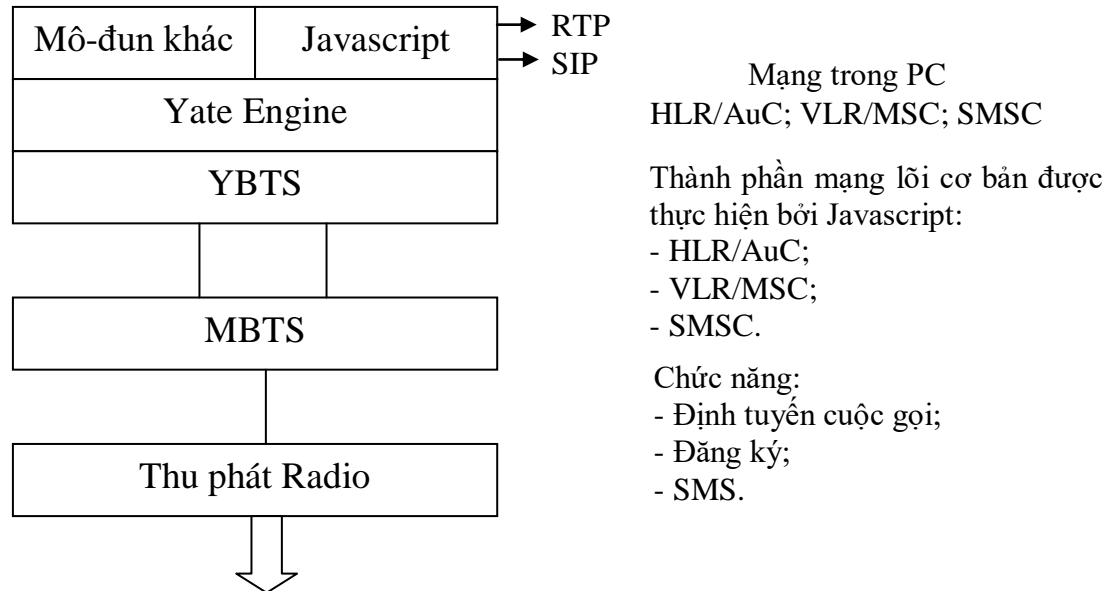 Mô-đun khác
Javascript
RTP
SIP
Yate Engine
YBTS
MBTS
Thu phát Radio
Mạng trong PC
HLR/AuC; VLR/MSC; SMSC
Thành phần mạng lõi cơ bản được
thực hiện bởi Javascript:
- HLR/AuC;
- VLR/MSC;
- SMSC.
Chức năng:
- Định tuyến cuộc gọi;
- Đăng ký;
- SMS.